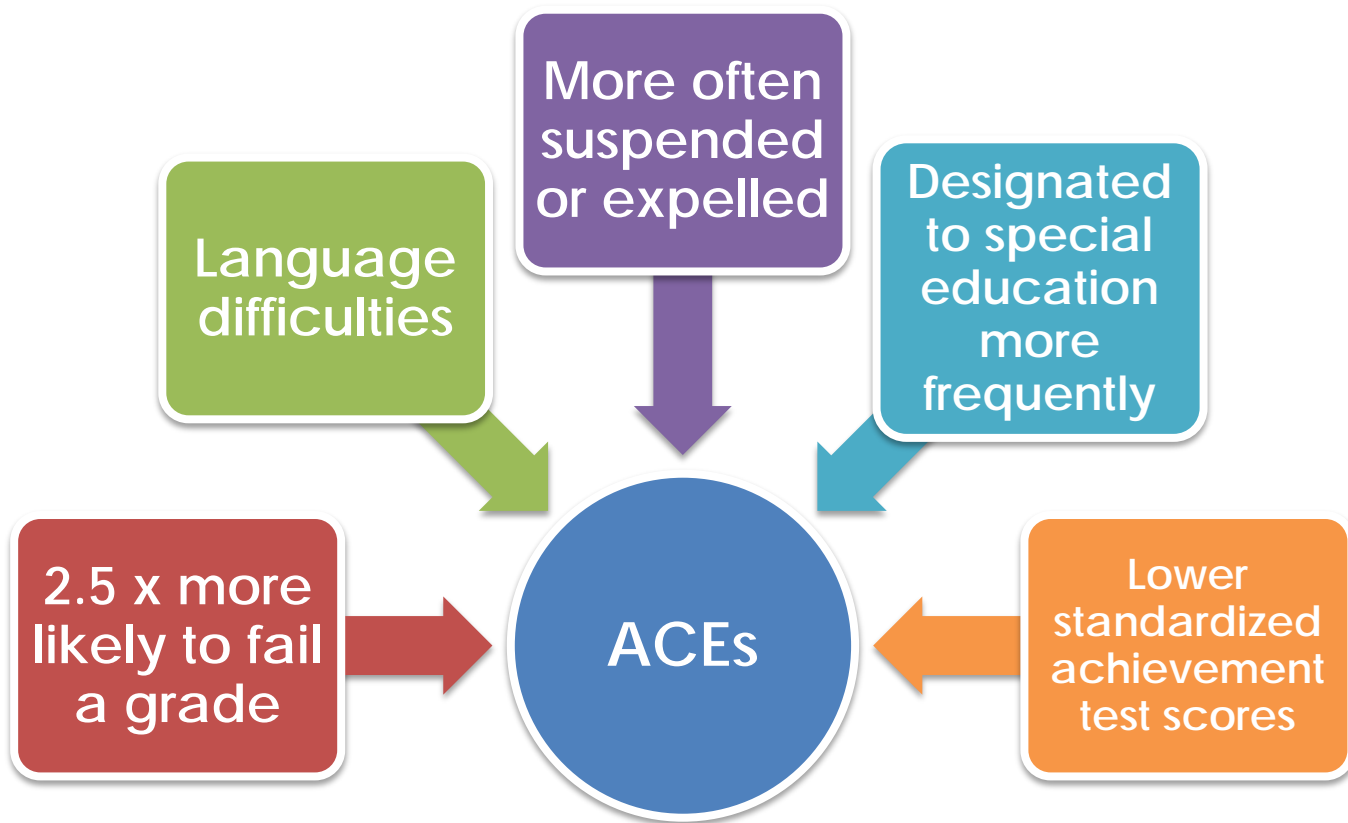 More often
suspended
or expelled
Language
difficulties
Designated
to special
education
more
frequently
2.5 x more
likely to fail
a grade
ACEs
Lower
standardized
achievement
test scores